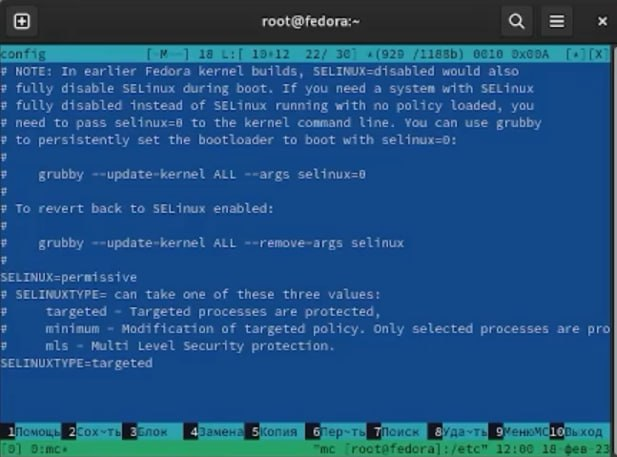 root@fedora:~
config [-M--] 18 L:[ 10+12 22/ 30] *(929 /1188b) 0010 0x00A [*][X]
# NOTE: In earlier Fedora kernel builds, SELINUX=disabled would also
# fully disable SELinux during boot. If you need a system with SELinux
# fully disabled instead of SELinux running with no policy loaded, you
# need to pass selinux=0 to the kernel command line. You can use grubby
# to persistently set the bootloader to boot with selinux=0:
#
#    grubby --update-kernel ALL --args selinux=0
#
# To revert back to SELinux enabled:
#
#    grubby --update-kernel ALL --remove-args selinux
#
SELINUX=permissive
# SELINUXTYPE= can take one of these three values:
#     targeted - Targeted processes are protected,
#     minimum - Modification of targeted policy. Only selected processes are pro
#     mls - Multi Level Security protection.
SELINUXTYPE=targeted
1Помощь 2Сох~ть 3Блок 4Замена 5Копия 6Пер~ть 7Поиск 8Уда~ть 9МенюMC 10Выход
[0] 0:mc* "mc [root@fedora]:/etc" 12:00 18-фев-23